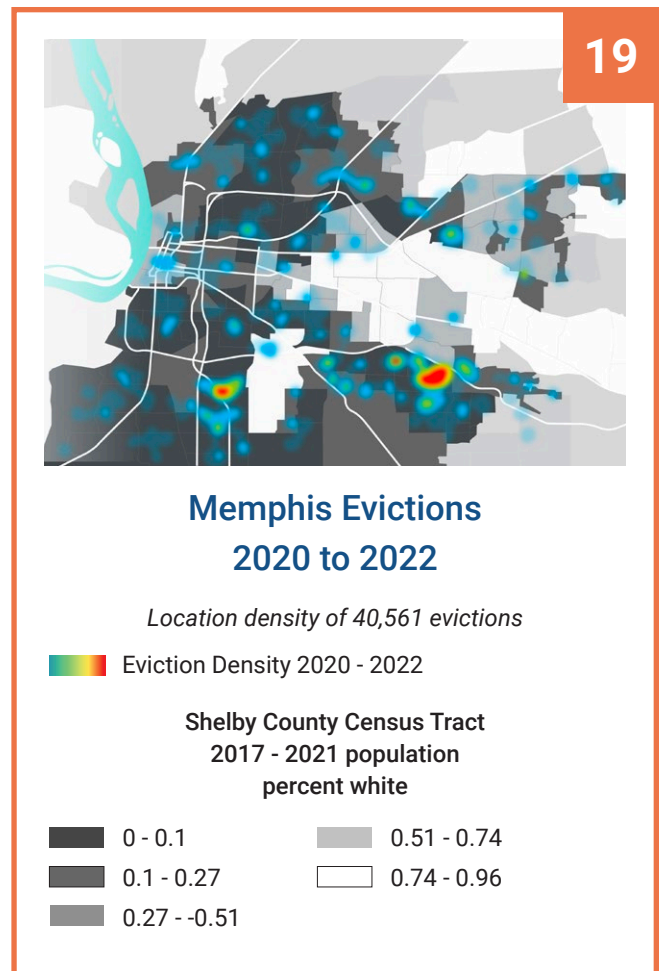 19
Memphis Evictions
2020 to 2022
Location density of 40,561 evictions
Eviction Density 2020 - 2022
Shelby County Census Tract
2017 - 2021 population
percent white
0 - 0.1
0.1 - 0.27
0.27 - -0.51
0.51 - 0.74
0.74 - 0.96